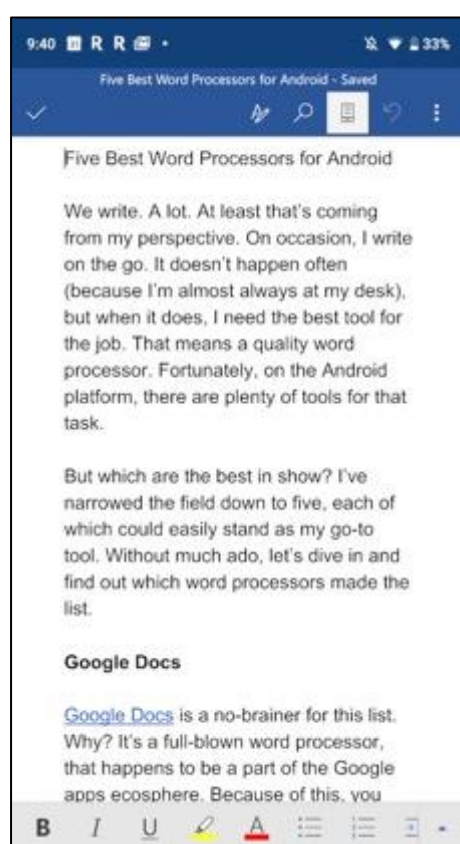 9:40 31 R R 33%
Five Best Word Processors for Android - Saved
Five Best Word Processors for Android
We write. A lot. At least that's coming
from my perspective. On occasion, I write
on the go. It doesn't happen often
(because I'm almost always at my desk),
but when it does, I need the best tool for
the job. That means a quality word
processor. Fortunately, on the Android
platform, there are plenty of tools for that
task.
But which are the best in show? I've
narrowed the field down to five, each of
which could easily stand as my go-to
tool. Without much ado, let's dive in and
find out which word processors made the
list.
Google Docs
Google Docs is a no-brainer for this list.
Why? It's a full-blown word processor,
that happens to be a part of the Google
apps ecosphere. Because of this, you
B I U A